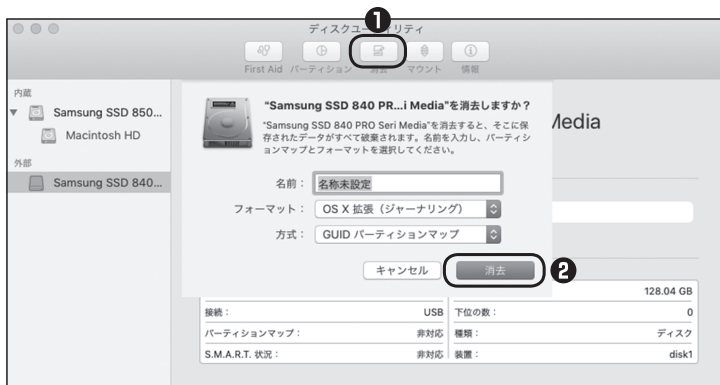 ディスクユーティリティ
1
First Aid パーティション 消去 マウント 情報
内蔵
Samsung SSD 850...
Macintosh HD
外部
Samsung SSD 840...
"Samsung SSD 840 PR...i Media"を消去しますか？
"Samsung SSD 840 PRO Seri Media"を消去すると、そこに保
存されたデータがすべて破棄されます。名前を入力し、パーティシ
ョンマップとフォーマットを選択してください。
Media
名前： 名称未設定
フォーマット： OS X 拡張（ジャーナリング）
方式： GUID パーティションマップ
キャンセル 消去 2
128.04 GB
接続： USB 下位の数： 0
パーティションマップ： 非対応 種類： ディスク
S.M.A.R.T. 状況： 非対応 装置： disk1